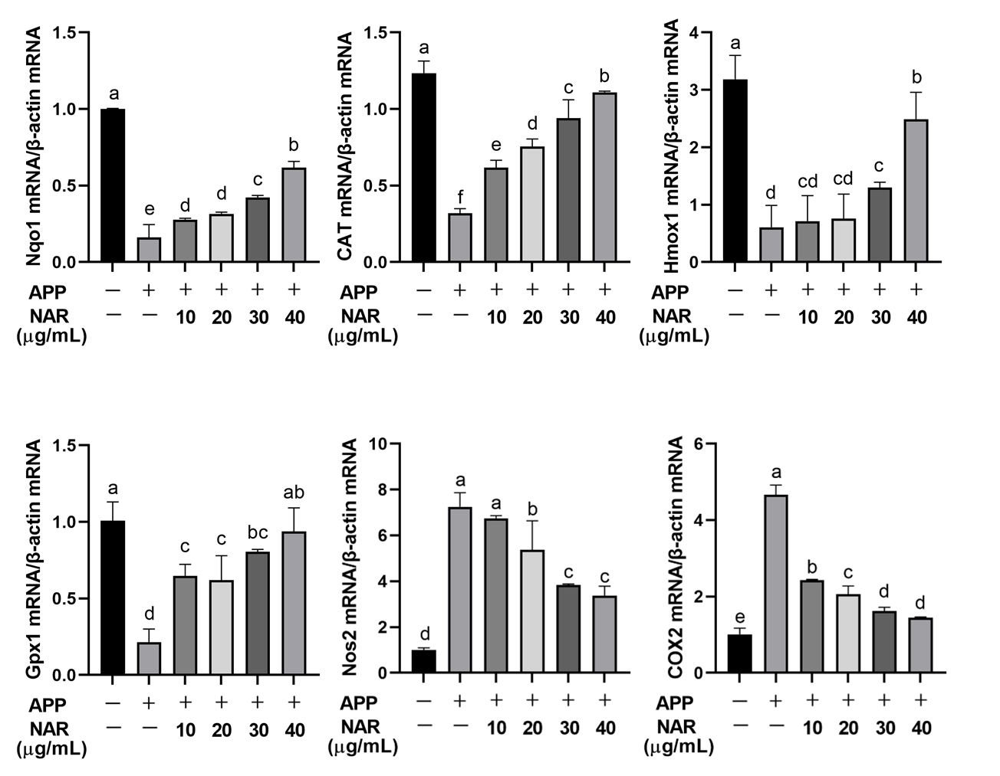 Nqo1 mRNA/β-actin mRNA
1.5
1.0
0.5
0.0
a
e
d
d
c
b
APP − + + + + +
NAR − − 10 20 30 40
(μg/mL)
CAT mRNA/β-actin mRNA
1.5
1.0
0.5
0.0
a
f
e
d
c
b
APP − + + + + +
NAR − − 10 20 30 40
(μg/mL)
Hmox1 mRNA/β-actin mRNA
4
3
2
1
0
a
d
cd
cd
c
b
APP − + + + + +
NAR − − 10 20 30 40
(μg/mL)
Gpx1 mRNA/β-actin mRNA
1.5
1.0
0.5
0.0
a
d
c
c
bc
ab
APP − + + + + +
NAR − − 10 20 30 40
(μg/mL)
Nos2 mRNA/β-actin mRNA
10
8
6
4
2
0
d
a
a
b
c
c
APP − + + + + +
NAR − − 10 20 30 40
(μg/mL)
COX2 mRNA/β-actin mRNA
6
4
2
0
e
a
b
c
d
d
APP − + + + + +
NAR − − 10 20 30 40
(μg/mL)